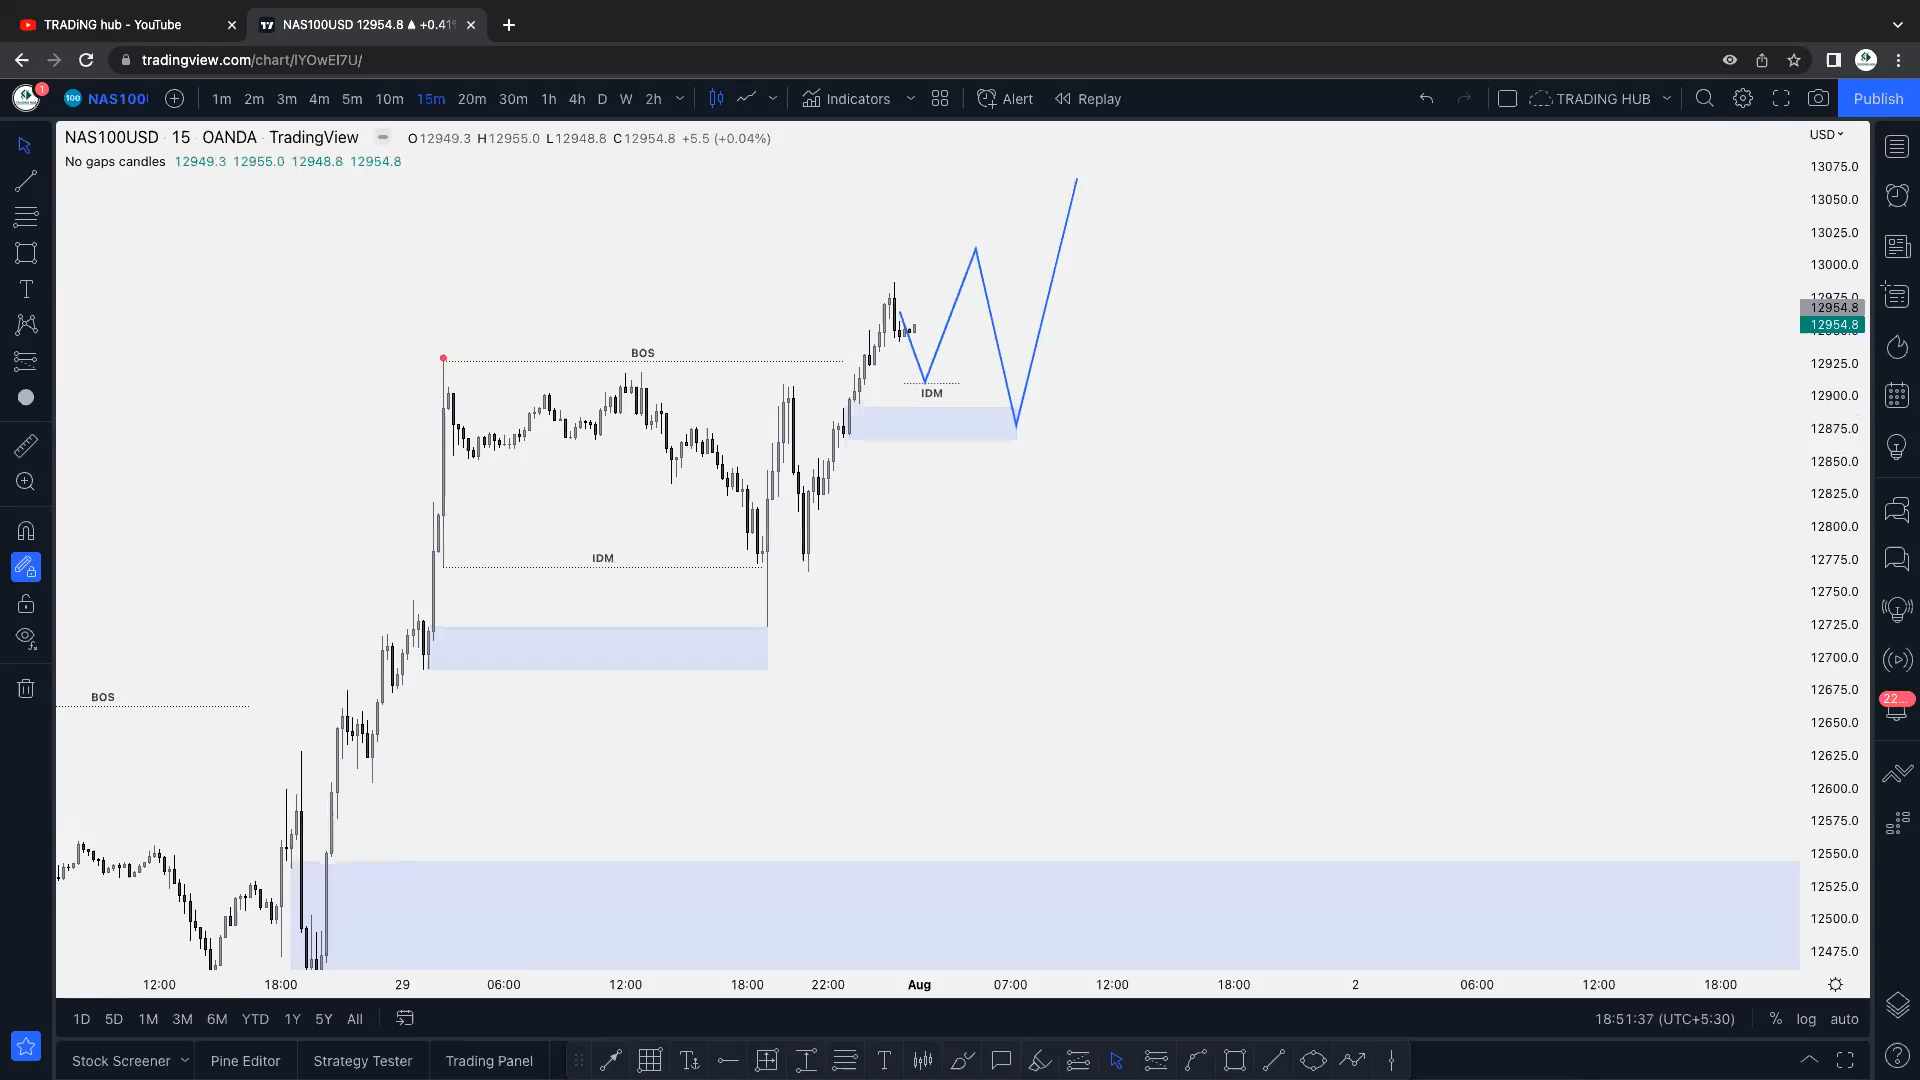 TRADiNG hub - YouTube
NAS100USD 12954.8 ▲ +0.41%
tradingview.com/chart/lYOwEl7U/
1
100 NAS100
1m 2m 3m 4m 5m 10m 15m 20m 30m 1h 4h D W 2h
Indicators
Alert
Replay
TRADING HUB
Publish
NAS100USD · 15 · OANDA · TradingView
O12949.3 H12955.0 L12948.8 C12954.8 +5.5 (+0.04%)
No gaps candles 12949.3 12955.0 12948.8 12954.8
USD
13075.0
13050.0
13025.0
13000.0
12975.0
12954.8
12954.8
12925.0
12900.0
12875.0
12850.0
12825.0
12800.0
12775.0
12750.0
12725.0
12700.0
12675.0
12650.0
12625.0
12600.0
12575.0
12550.0
12525.0
12500.0
12475.0
BOS
IDM
IDM
BOS
22...
12:00 18:00 29 06:00 12:00 18:00 22:00 Aug 07:00 12:00 18:00 2 06:00 12:00 18:00
1D 5D 1M 3M 6M YTD 1Y 5Y All
18:51:37 (UTC+5:30) % log auto
Stock Screener Pine Editor Strategy Tester Trading Panel